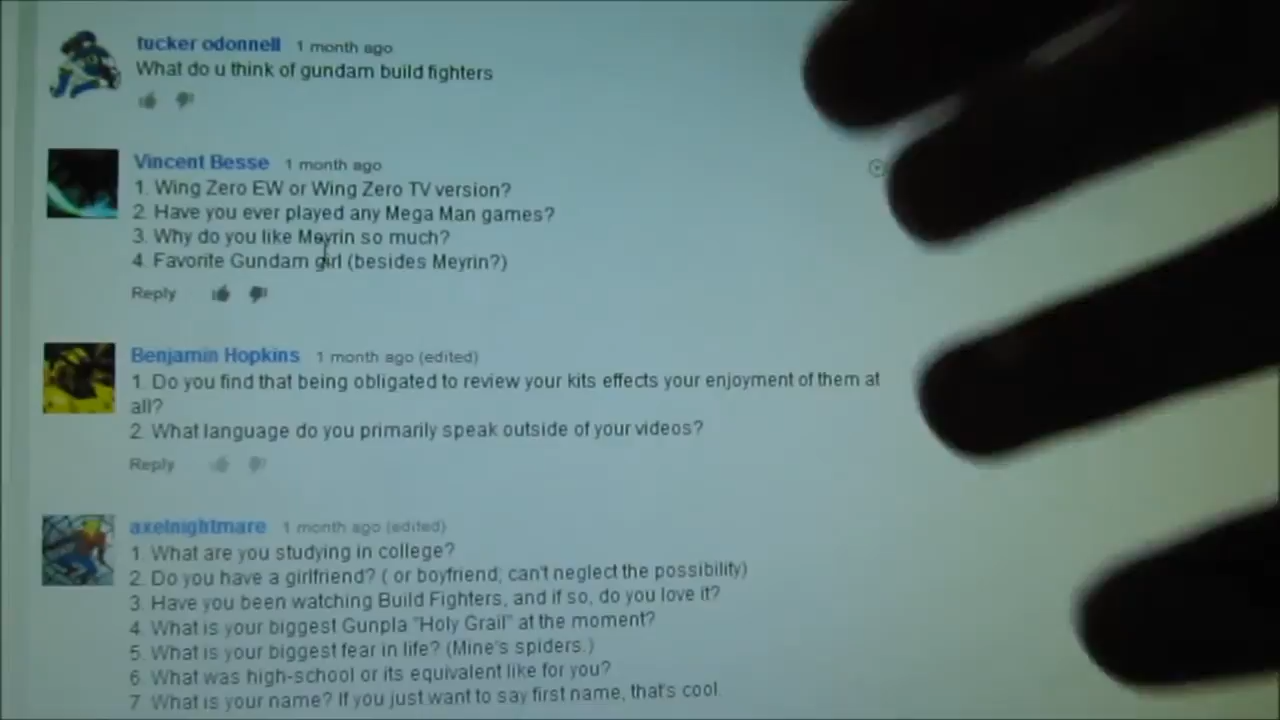 tucker odonnell 1 month ago
What do u think of gundam build fighters
Vincent Besse 1 month ago
1. Wing Zero EW or Wing Zero TV version?
2. Have you ever played any Mega Man games?
3. Why do you like Meyrin so much?
4. Favorite Gundam girl (besides Meyrin?)
Reply
Benjamin Hopkins 1 month ago (edited)
1. Do you find that being obligated to review your kits effects your enjoyment of them at
all?
2. What language do you primarily speak outside of your videos?
Reply
axelnightmare 1 month ago (edited)
1. What are you studying in college?
2. Do you have a girlfriend? ( or boyfriend, can't neglect the possibility)
3. Have you been watching Build Fighters, and if so, do you love it?
4. What is your biggest Gunpla "Holy Grail" at the moment?
5. What is your biggest fear in life? (Mine's spiders.)
6. What was high-school or its equivalent like for you?
7. What is your name? If you just want to say first name, that's cool.